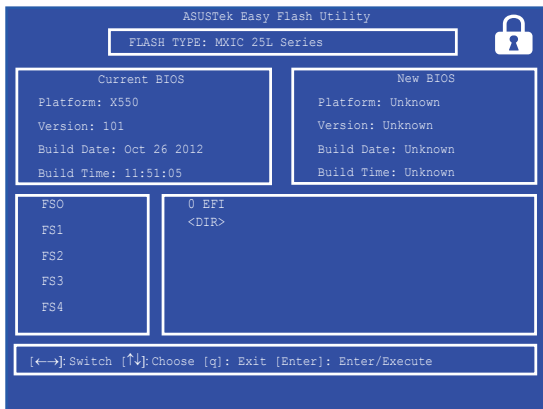 ASUSTek Easy Flash Utility
FLASH TYPE: MXIC 25L Series
Current BIOS
Platform: X550
Version: 101
Build Date: Oct 26 2012
Build Time: 11:51:05
New BIOS
Platform: Unknown
Version: Unknown
Build Date: Unknown
Build Time: Unknown
FSO
FS1
FS2
FS3
FS4
0 EFI
<DIR>
[←→]: Switch [↑↓]: Choose [q]: Exit [Enter]: Enter/Execute